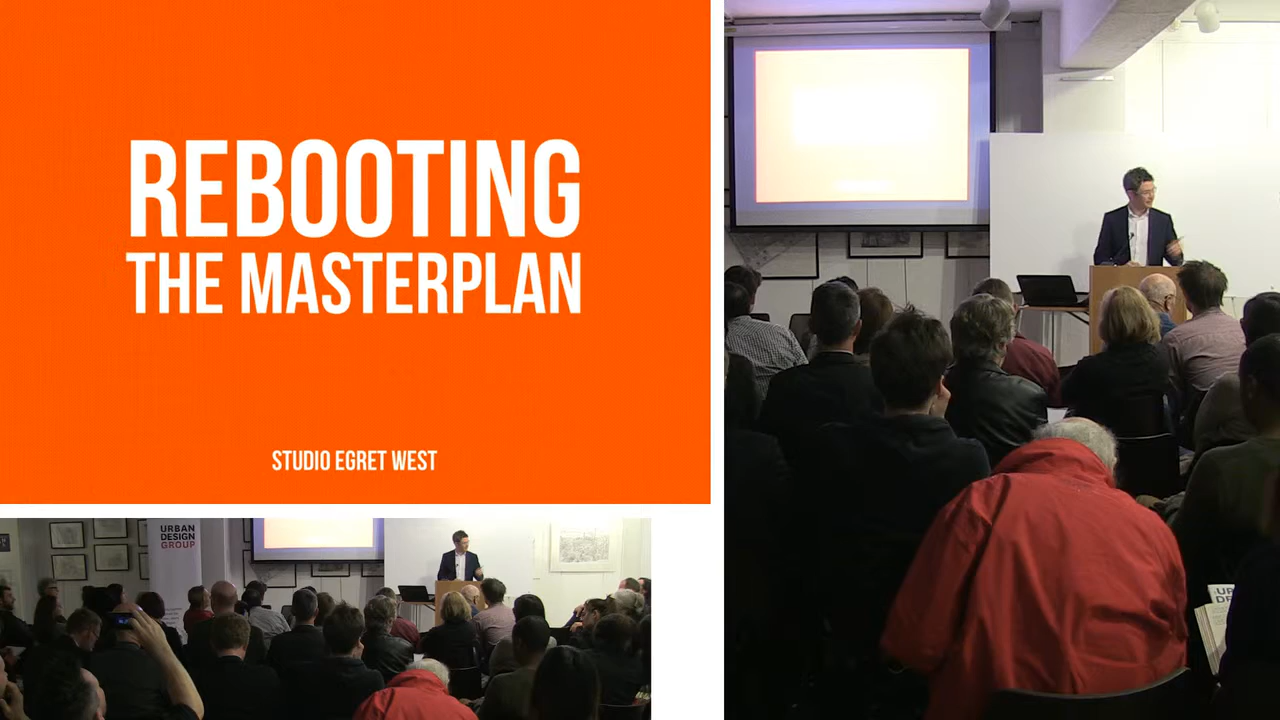 REBOOTING
THE MASTERPLAN
STUDIO EGRET WEST
URBAN
DESIGN
GROUP